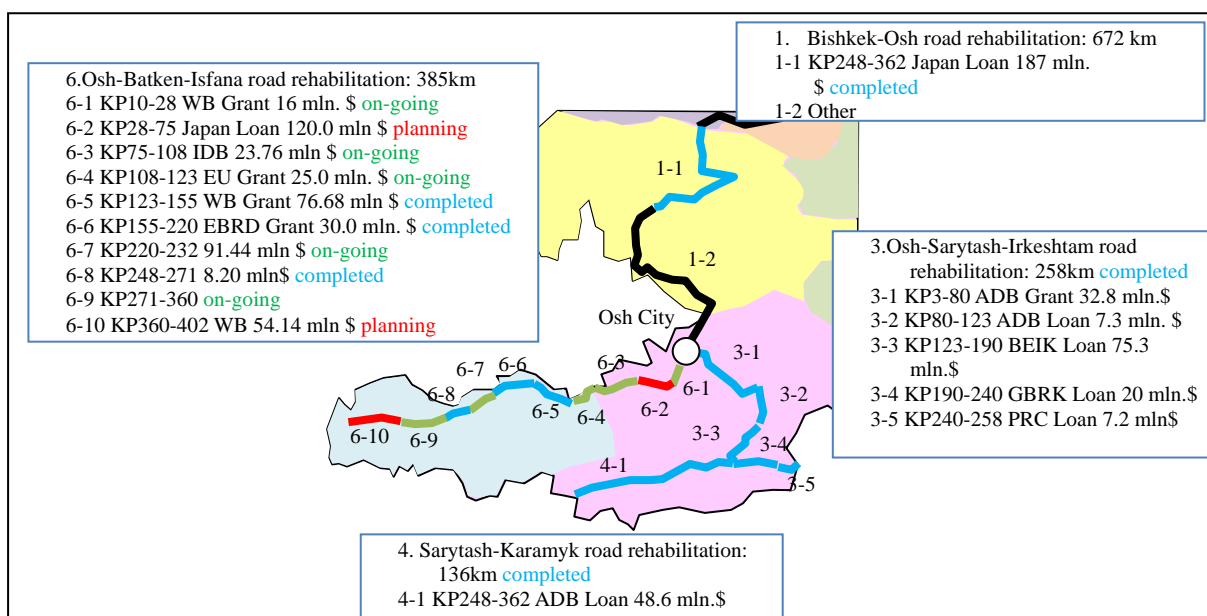 1. Bishkek-Osh road rehabilitation: 672 km
1-1 KP248-362 Japan Loan 187 mln.
$ completed
1-2 Other
6.Osh-Batken-Isfana road rehabilitation: 385km
6-1 KP10-28 WB Grant 16 mln. $ on-going
6-2 KP28-75 Japan Loan 120.0 mln $ planning
6-3 KP75-108 IDB 23.76 mln $ on-going
6-4 KP108-123 EU Grant 25.0 mln. $ on-going
6-5 KP123-155 WB Grant 76.68 mln $ completed
6-6 KP155-220 EBRD Grant 30.0 mln. $ completed
6-7 KP220-232 91.44 mln $ on-going
6-8 KP248-271 8.20 mln$ completed
6-9 KP271-360 on-going
6-10 KP360-402 WB 54.14 mln $ planning
3.Osh-Sarytash-Irkeshtam road
rehabilitation: 258km completed
3-1 KP3-80 ADB Grant 32.8 mln.$
3-2 KP80-123 ADB Loan 7.3 mln. $
3-3 KP123-190 BEIK Loan 75.3
mln.$
3-4 KP190-240 GBRK Loan 20 mln.$
3-5 KP240-258 PRC Loan 7.2 mln$
1-1
1-2
Osh City
3-1
6-3
6-6
6-7
6-1
3-2
6-8
6-5
6-4
6-2
6-10
6-9
3-3
3-4
4-1
3-5
4. Sarytash-Karamyk road rehabilitation:
136km completed
4-1 KP248-362 ADB Loan 48.6 mln.$